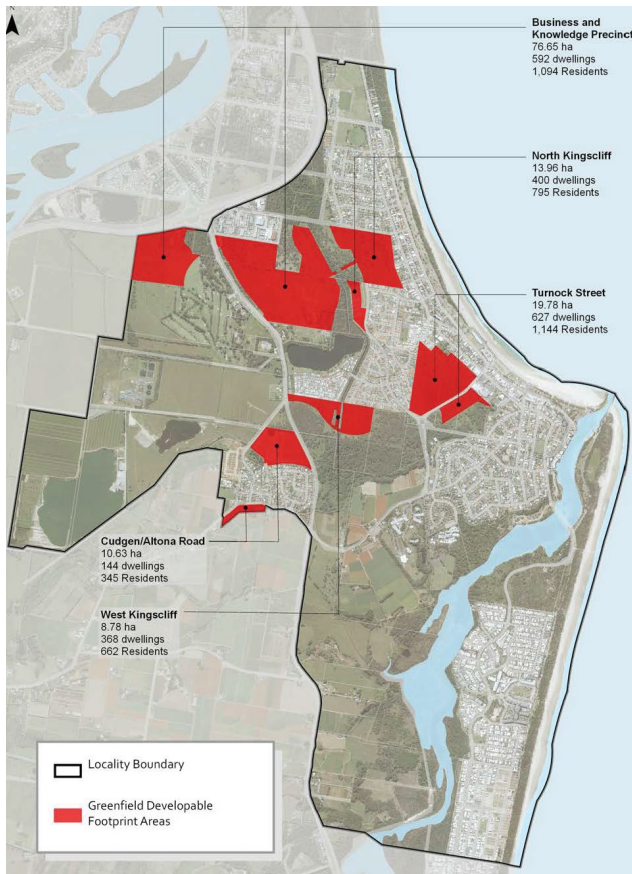 Business and
Knowledge Precinct
76.65 ha
592 dwellings
1,094 Residents
North Kingscliff
13.96 ha
400 dwellings
795 Residents
Turnock Street
19.78 ha
627 dwellings
1,144 Residents
Cudgen/Altona Road
10.63 ha
144 dwellings
345 Residents
West Kingscliff
8.78 ha
368 dwellings
662 Residents
Locality Boundary
Greenfield Developable
Footprint Areas